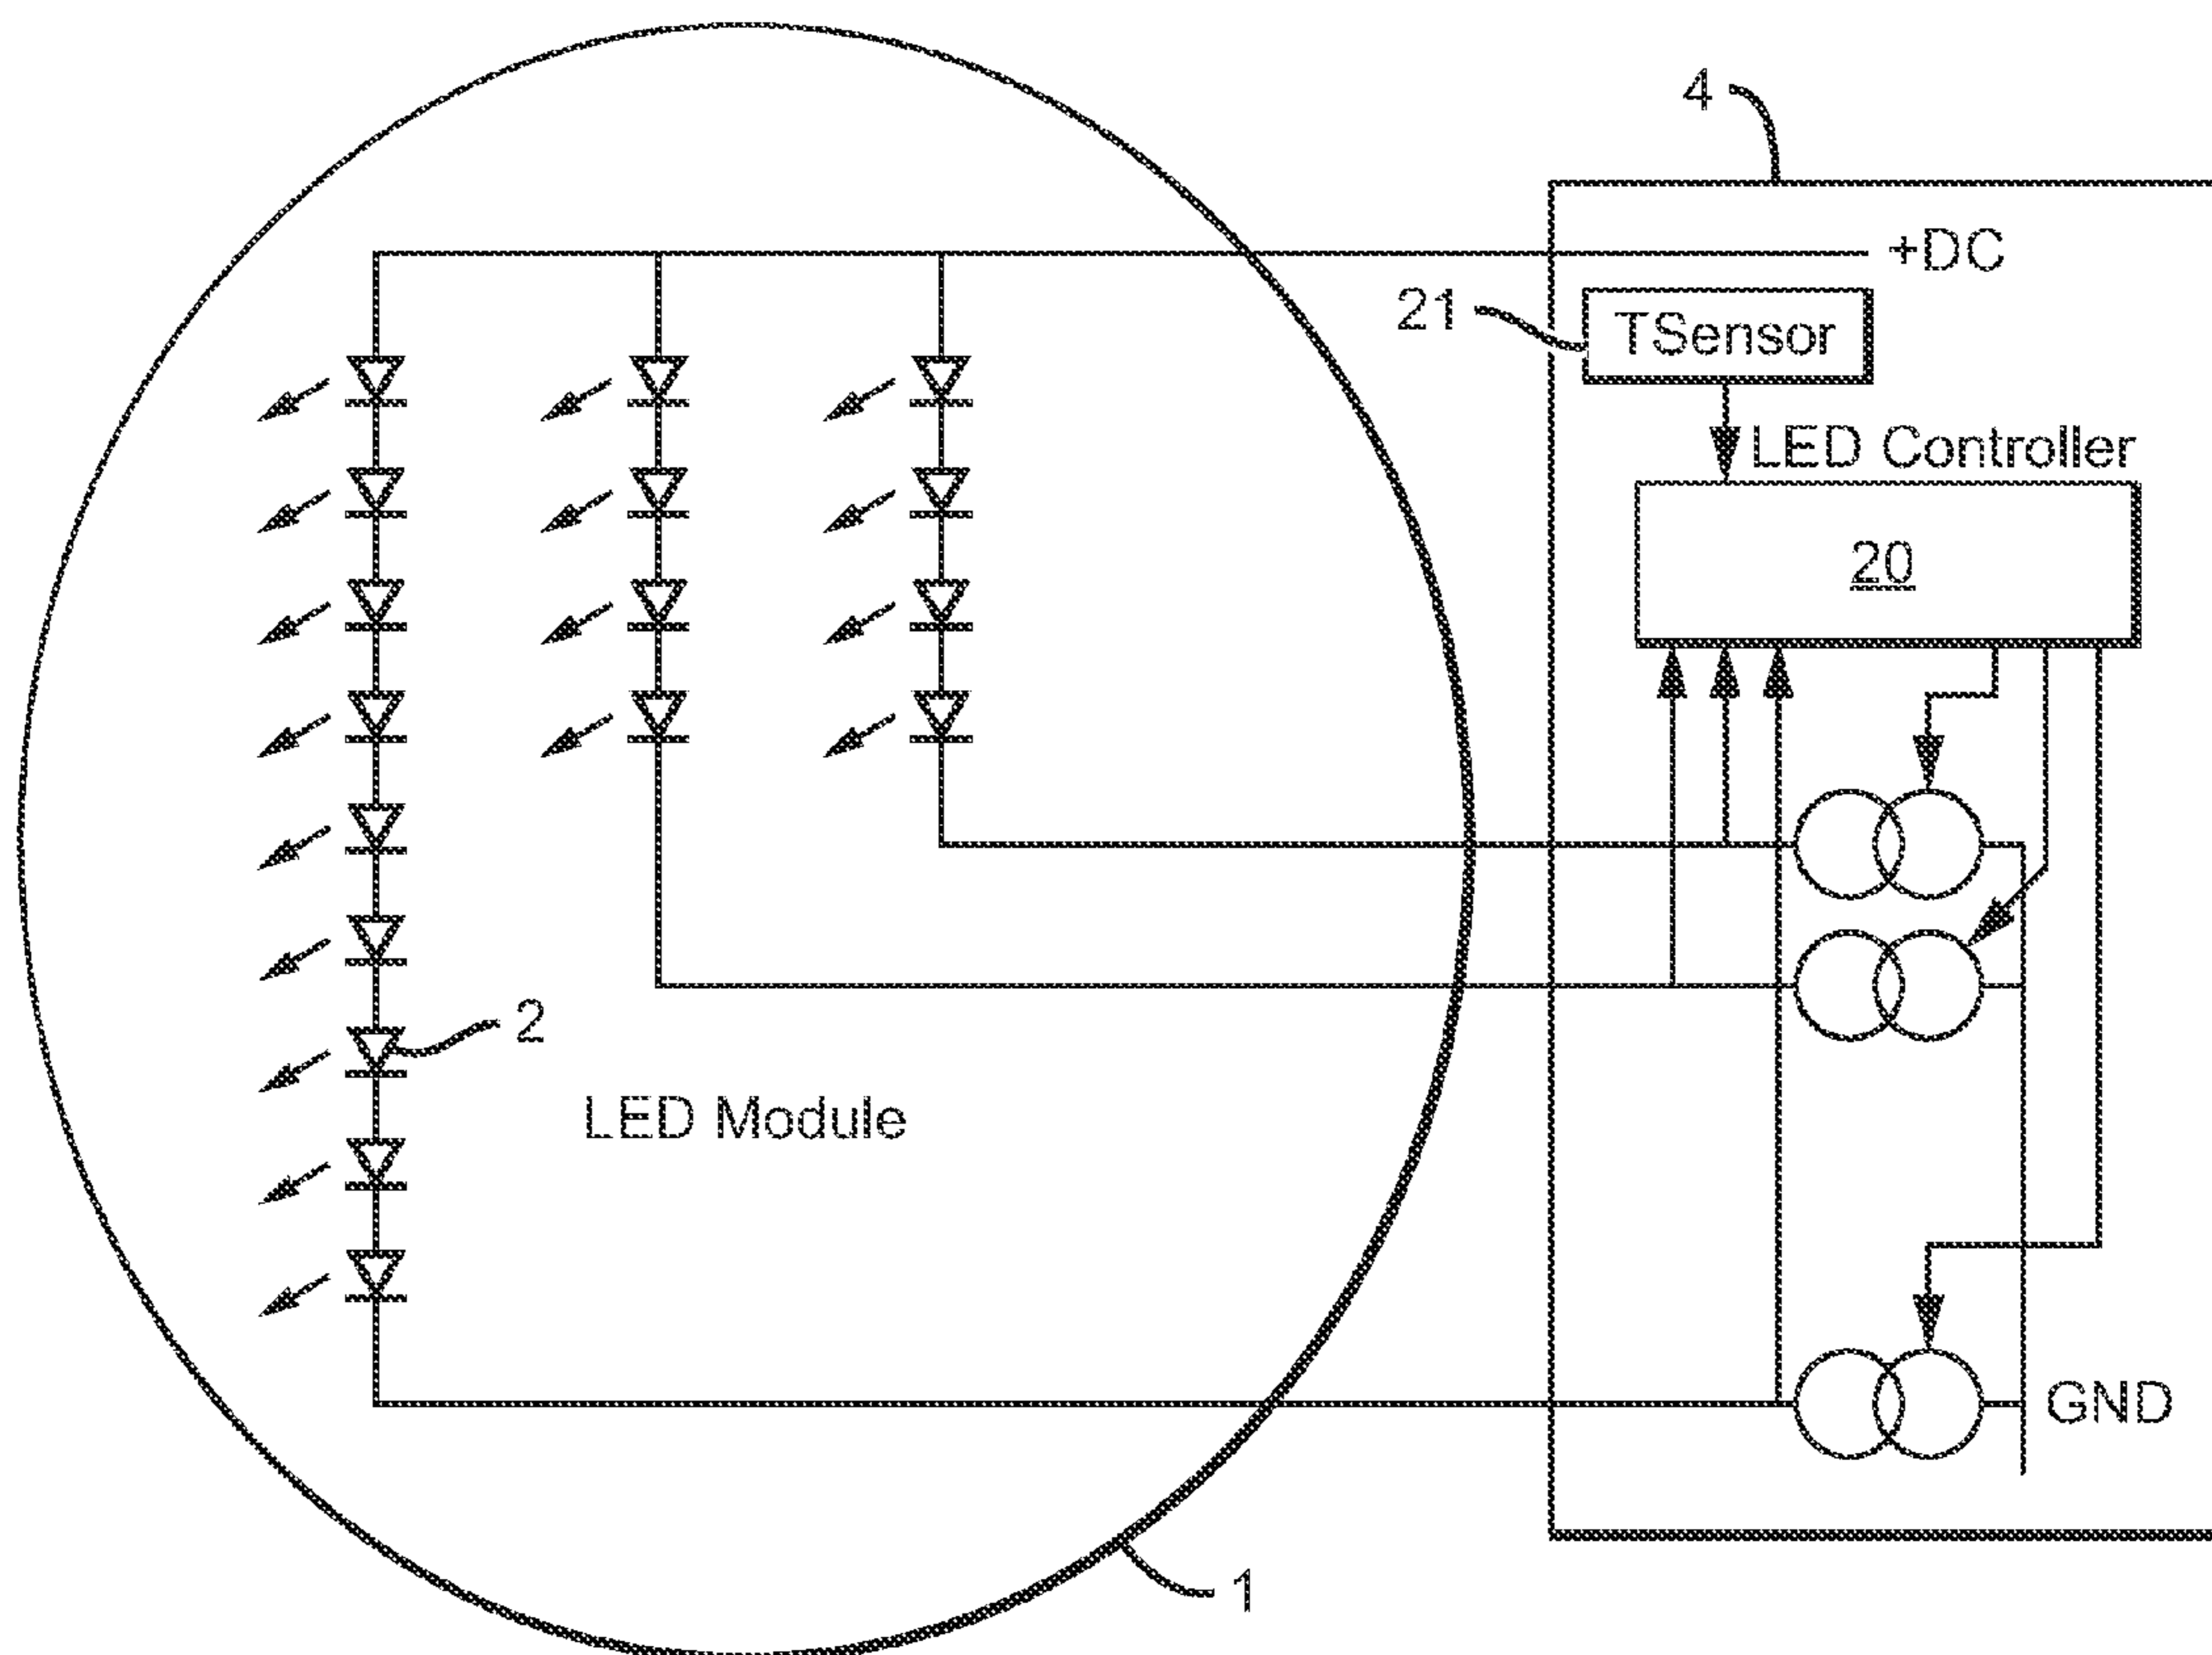 4
+DC
21
TSensor
LED Controller
20
2
LED Module
GND
1